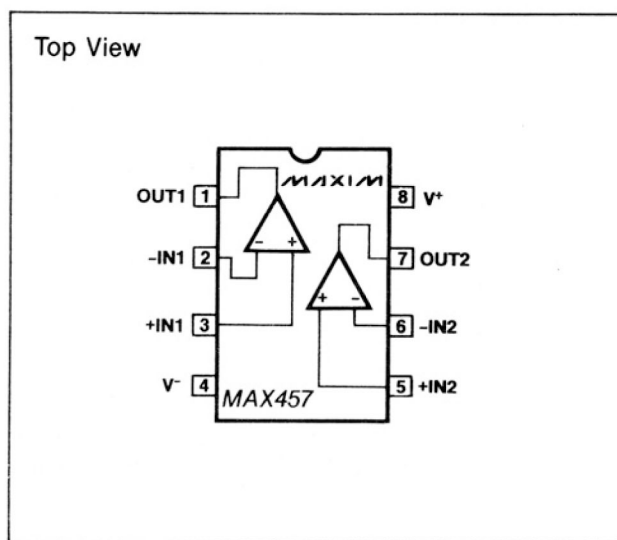 Top View
MAXIM
OUT1 1
8 V+
-IN1 2
7 OUT2
- +
+ -
+IN1 3
6 -IN2
V- 4
5 +IN2
MAX457